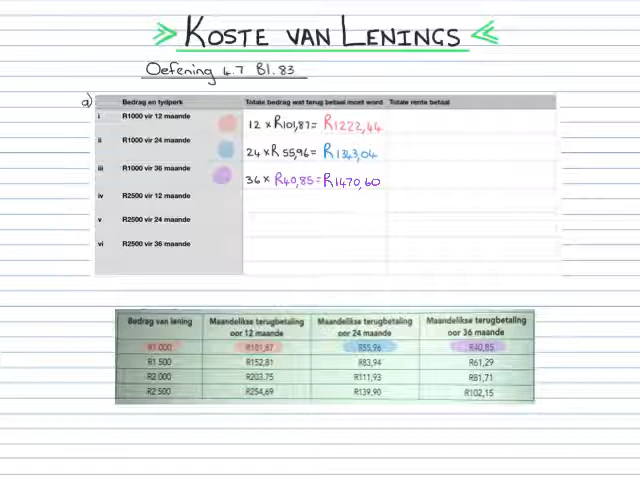 >> KOSTE VAN LENINGS <<
Oefening 4.7 Bl.83
a) Bedrag en tydperk Totale bedrag wat terug betaal moet word Totale rente betaal
i R1000 vir 12 maande 12 × R101,87 = R1222,44
ii R1000 vir 24 maande 24 × R55,96 = R1343,04
iii R1000 vir 36 maande 36 × R40,85 = R1470,60
iv R2500 vir 12 maande
v R2500 vir 24 maande
vi R2500 vir 36 maande
Bedrag van lening Maandelikse terugbetaling Maandelikse terugbetaling Maandelikse terugbetaling
oor 12 maande oor 24 maande oor 36 maande
R1 000 R101,87 R55,96 R40,85
R1 500 R152,81 R83,94 R61,29
R2 000 R203,75 R111,93 R81,71
R2 500 R254,69 R139,90 R102,15